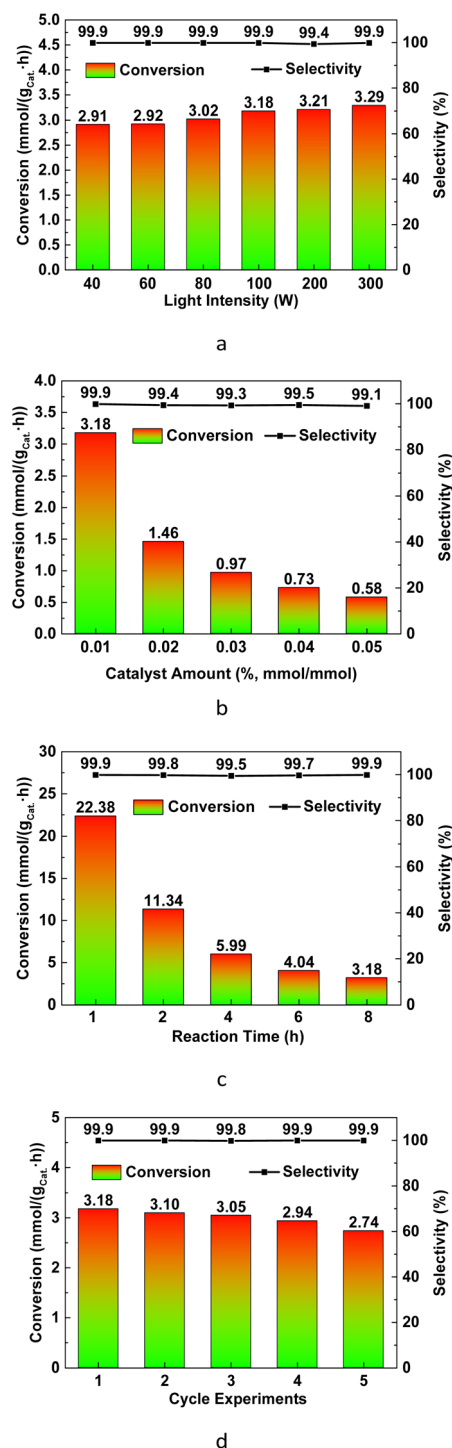 99.9 99.9 99.9 99.9 99.4 99.9
Conversion Selectivity
2.91 2.92 3.02 3.18 3.21 3.29
Conversion (mmol/(gCat.·h))
5.0
4.5
4.0
3.5
3.0
2.5
2.0
1.5
1.0
0.5
0.0
100
80
60
40
20
0
Selectivity (%)
40 60 80 100 200 300
Light Intensity (W)
a
99.9 99.4 99.3 99.5 99.1
Conversion Selectivity
3.18 1.46 0.97 0.73 0.58
Conversion (mmol/(gCat.·h))
4.0
3.5
3.0
2.5
2.0
1.5
1.0
0.5
0.0
100
80
60
40
20
0
Selectivity (%)
0.01 0.02 0.03 0.04 0.05
Catalyst Amount (%, mmol/mmol)
b
99.9 99.8 99.5 99.7 99.9
Conversion Selectivity
22.38 11.34 5.99 4.04 3.18
Conversion (mmol/(gCat.·h))
30
25
20
15
10
5
0
100
80
60
40
20
0
Selectivity (%)
1 2 4 6 8
Reaction Time (h)
c
99.9 99.9 99.8 99.9 99.9
Conversion Selectivity
3.18 3.10 3.05 2.94 2.74
Conversion (mmol/(gCat.·h))
5
4
3
2
1
0
100
80
60
40
20
0
Selectivity (%)
1 2 3 4 5
Cycle Experiments
d